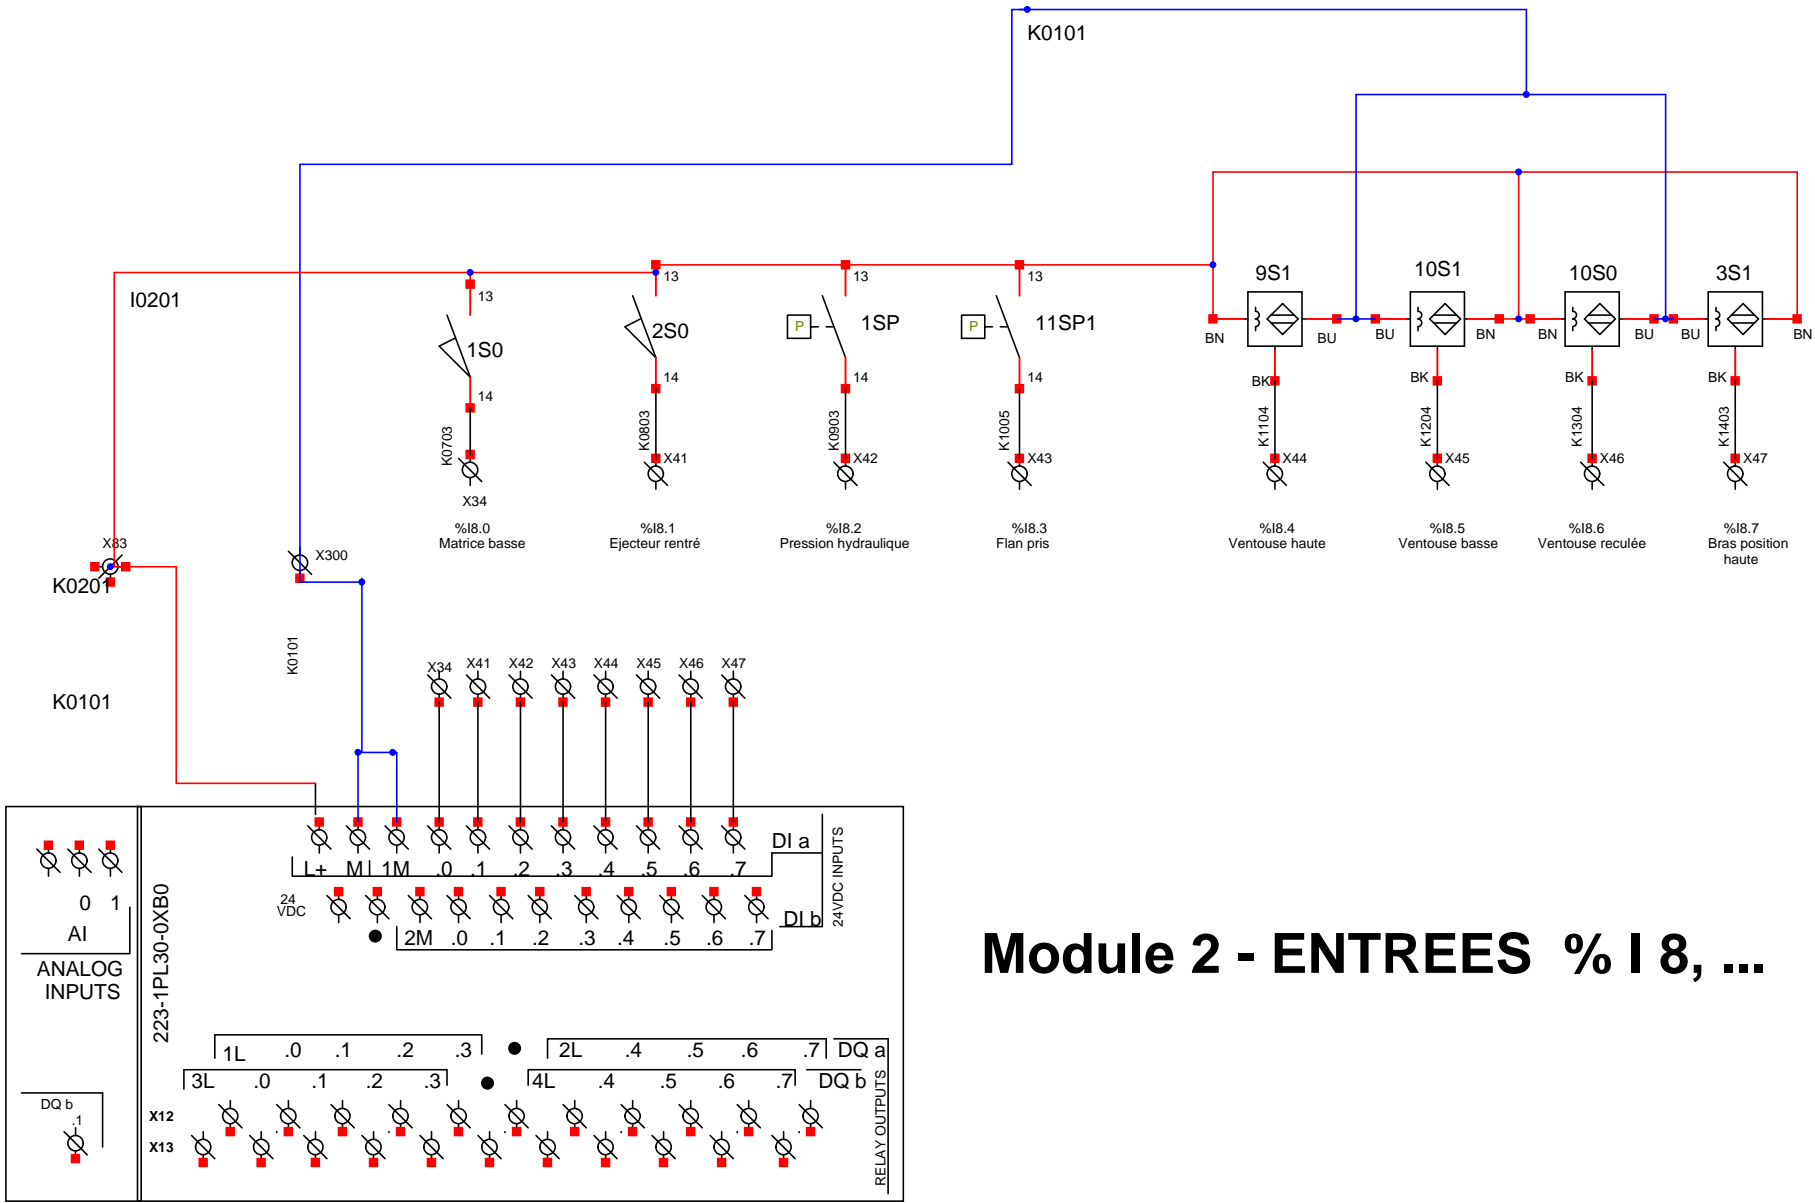 K0101
I0201
13
13
13
13
1S0
2S0
1SP
11SP1
P
P
14
14
14
14
K0703
K0803
K0903
K1005
X34
X41
X42
X43
9S1
10S1
10S0
3S1
BN
BU
BU
BN
BN
BU
BU
BN
BK
BK
BK
BK
K1104
K1204
K1304
K1403
X44
X45
X46
X47
%I8.0
Matrice basse
%I8.1
Ejecteur rentré
%I8.2
Pression hydraulique
%I8.3
Flan pris
%I8.4
Ventouse haute
%I8.5
Ventouse basse
%I8.6
Ventouse reculée
%I8.7
Bras position
haute
X83
K0201
X300
K0101
K0101
X34 X41 X42 X43 X44 X45 X46 X47
DI a
L+ M 1M .0 .1 .2 .3 .4 .5 .6 .7
24
VDC
DI b
2M .0 .1 .2 .3 .4 .5 .6 .7
24VDC INPUTS
0 1
AI
ANALOG
INPUTS
223-1PL30-0XB0
Module 2 - ENTREES % I 8, ...
1L .0 .1 .2 .3 2L .4 .5 .6 .7 DQ a
3L .0 .1 .2 .3 4L .4 .5 .6 .7 DQ b
RELAY OUTPUTS
DQ b
.1
X12
X13